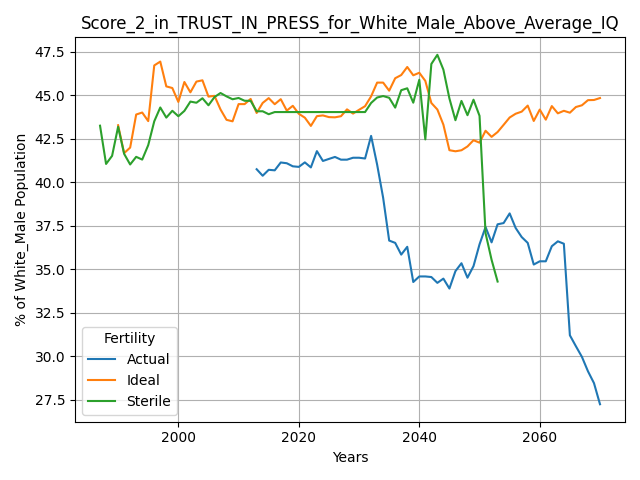 Score_2_in_TRUST_IN_PRESS_for_White_Male_Above_Average_IQ
% of White_Male Population
47.5
45.0
42.5
40.0
37.5
35.0
32.5
30.0
27.5
Fertility
Actual
Ideal
Sterile
2000
2020
2040
2060
Years